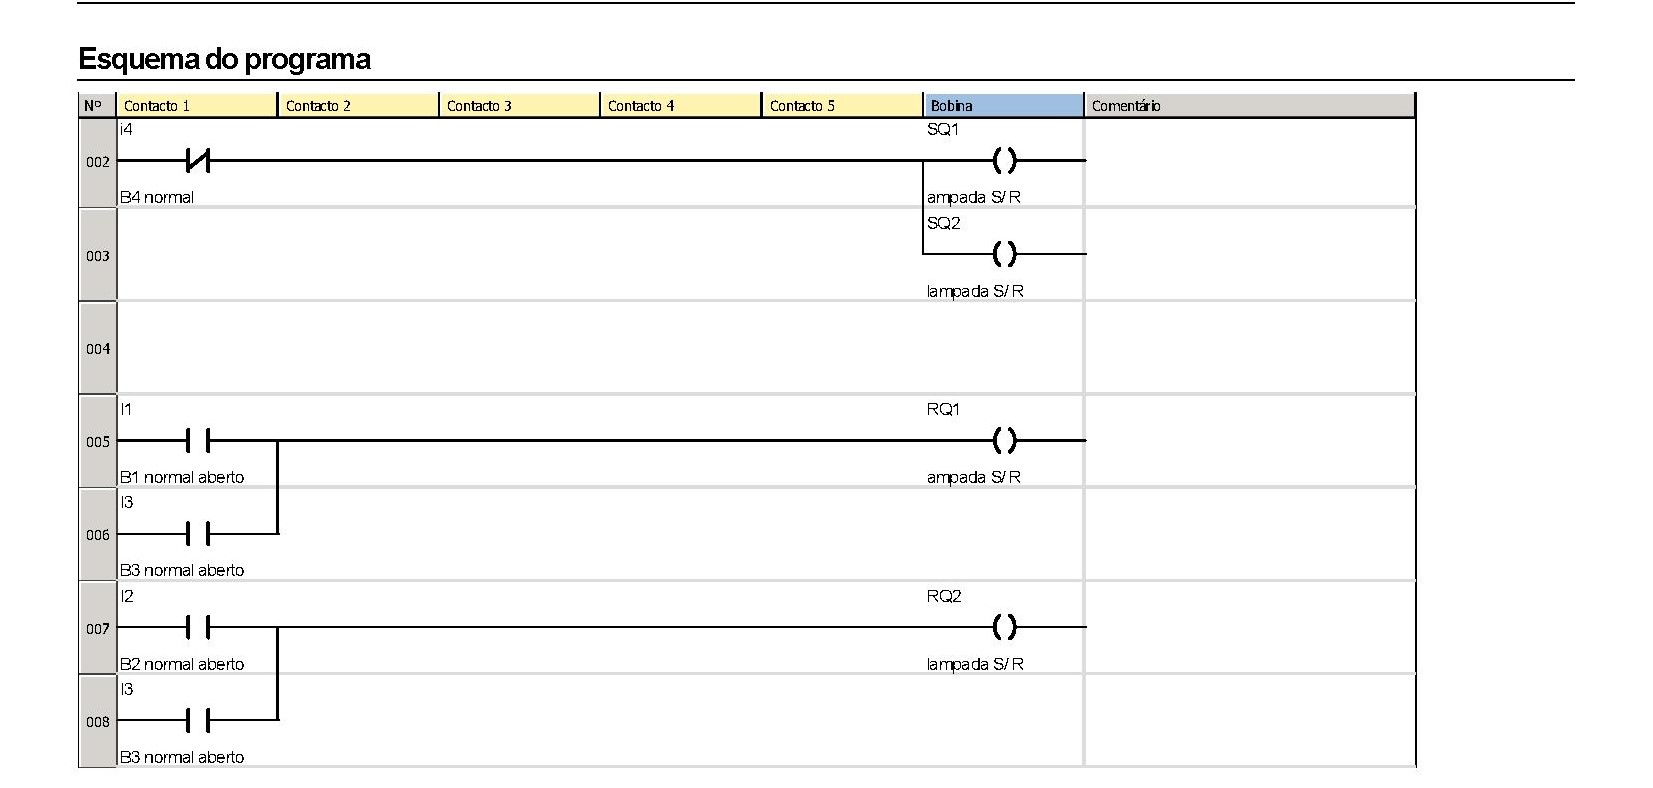 Esquema do programa
Nº Contacto 1 Contacto 2 Contacto 3 Contacto 4 Contacto 5 Bobina Comentário
i4 SQ1
002
B4 normal ampada S/R
SQ2
003
lampada S/R
004
I1 RQ1
005
B1 normal aberto ampada S/R
I3
006
B3 normal aberto
I2 RQ2
007
B2 normal aberto lampada S/R
I3
008
B3 normal aberto